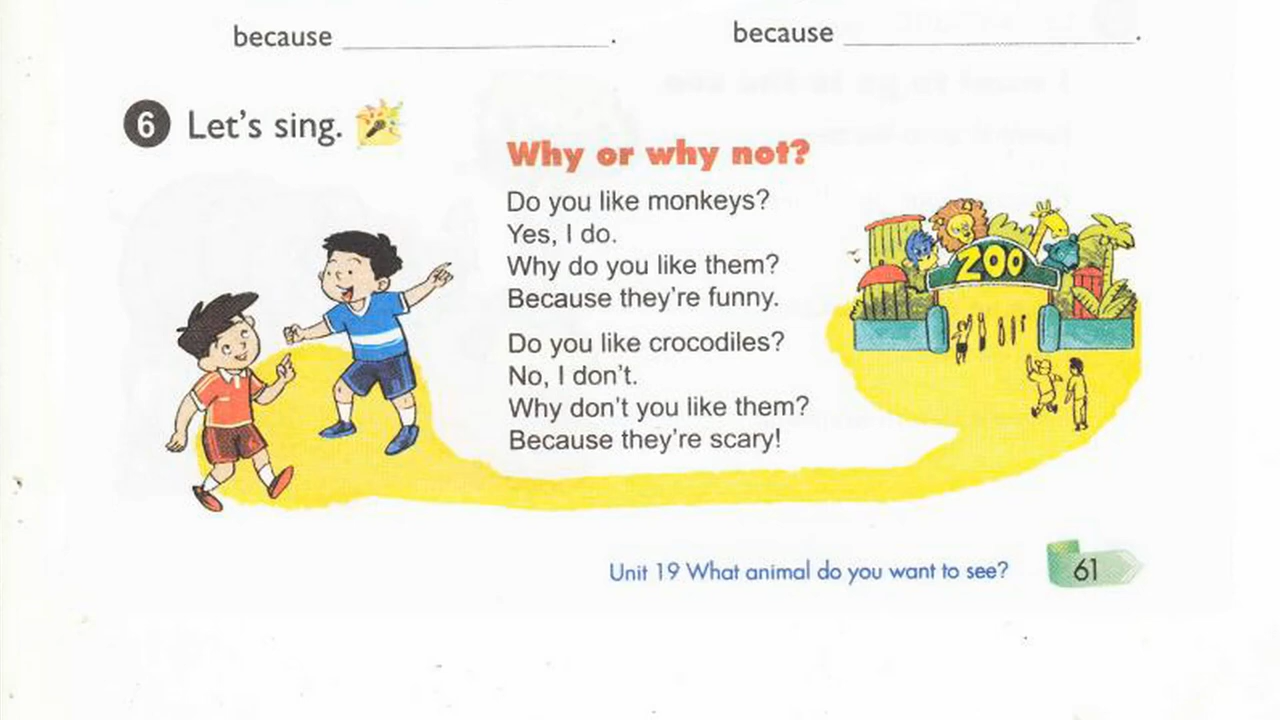 because ____________. because ____________.
6 Let's sing.
Why or why not?
Do you like monkeys?
Yes, I do.
Why do you like them?
Because they're funny.
Do you like crocodiles?
No, I don't.
Why don't you like them?
Because they're scary!
ZOO
Unit 19 What animal do you want to see? 61